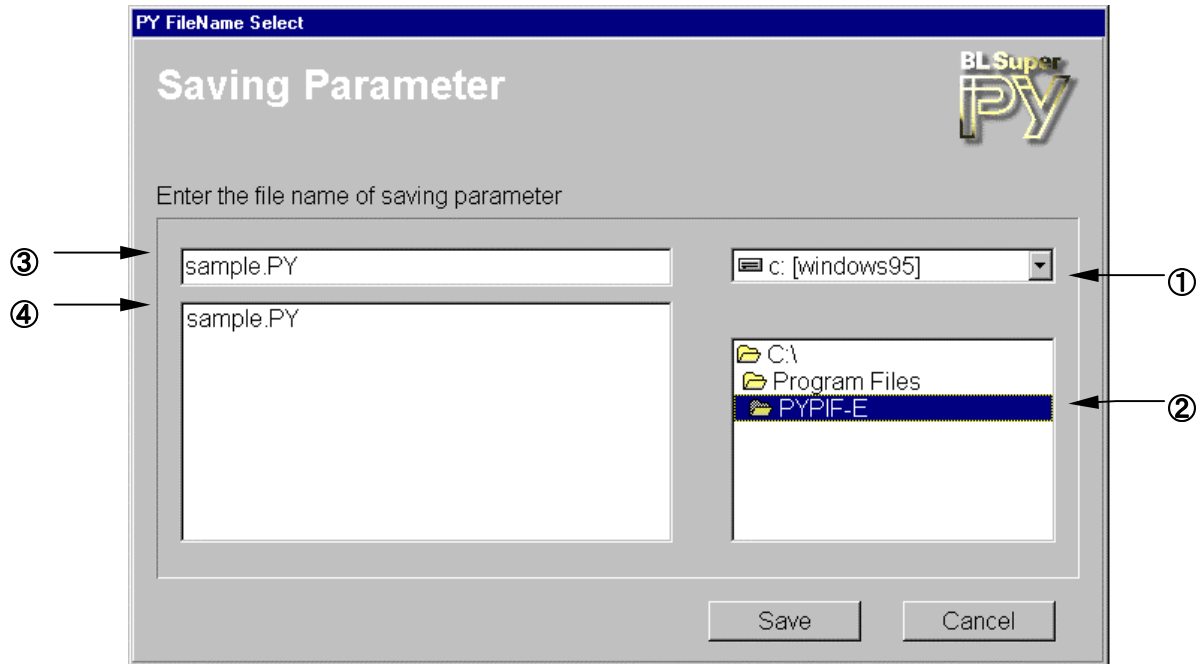 PY FileName Select
Saving Parameter
BL Super
PY
Enter the file name of saving parameter
③
sample.PY
c: [windows95]
①
④
sample.PY
C:\
Program Files
PYPIF-E
②
Save
Cancel